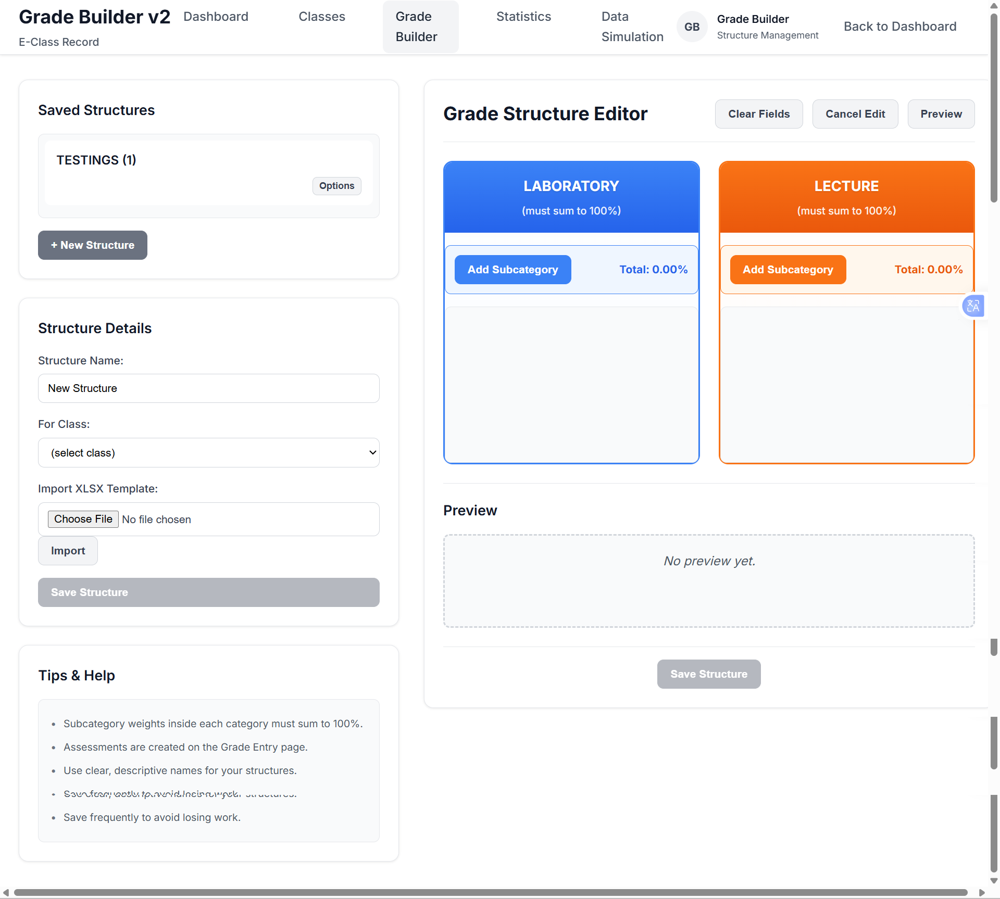 Grade Builder v2
E-Class Record
Dashboard
Classes
Grade
Builder
Statistics
Data
Simulation
GB
Grade Builder
Structure Management
Back to Dashboard
Saved Structures
TESTINGS (1)
Options
+ New Structure
Structure Details
Structure Name:
New Structure
For Class:
(select class)
Import XLSX Template:
Choose File No file chosen
Import
Save Structure
Tips & Help
• Subcategory weights inside each category must sum to 100%.
• Assessments are created on the Grade Entry page.
• Use clear, descriptive names for your structures.
• Save frequently to avoid losing work.
Grade Structure Editor
Clear Fields
Cancel Edit
Preview
LABORATORY
(must sum to 100%)
Add Subcategory
Total: 0.00%
LECTURE
(must sum to 100%)
Add Subcategory
Total: 0.00%
文A
Preview
No preview yet.
Save Structure